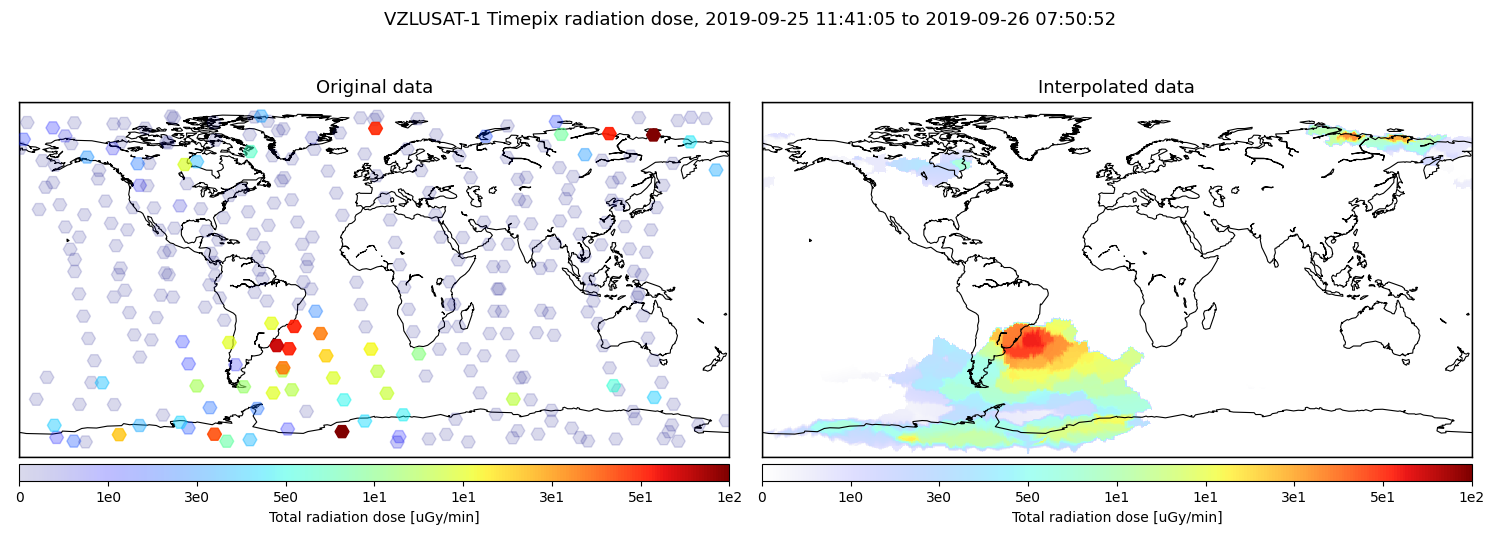 VZLUSAT-1 Timepix radiation dose, 2019-09-25 11:41:05 to 2019-09-26 07:50:52
Original data
Interpolated data
0 1e0 3e0 5e0 1e1 1e1 3e1 5e1 1e2
Total radiation dose [uGy/min]
0 1e0 3e0 5e0 1e1 1e1 3e1 5e1 1e2
Total radiation dose [uGy/min]